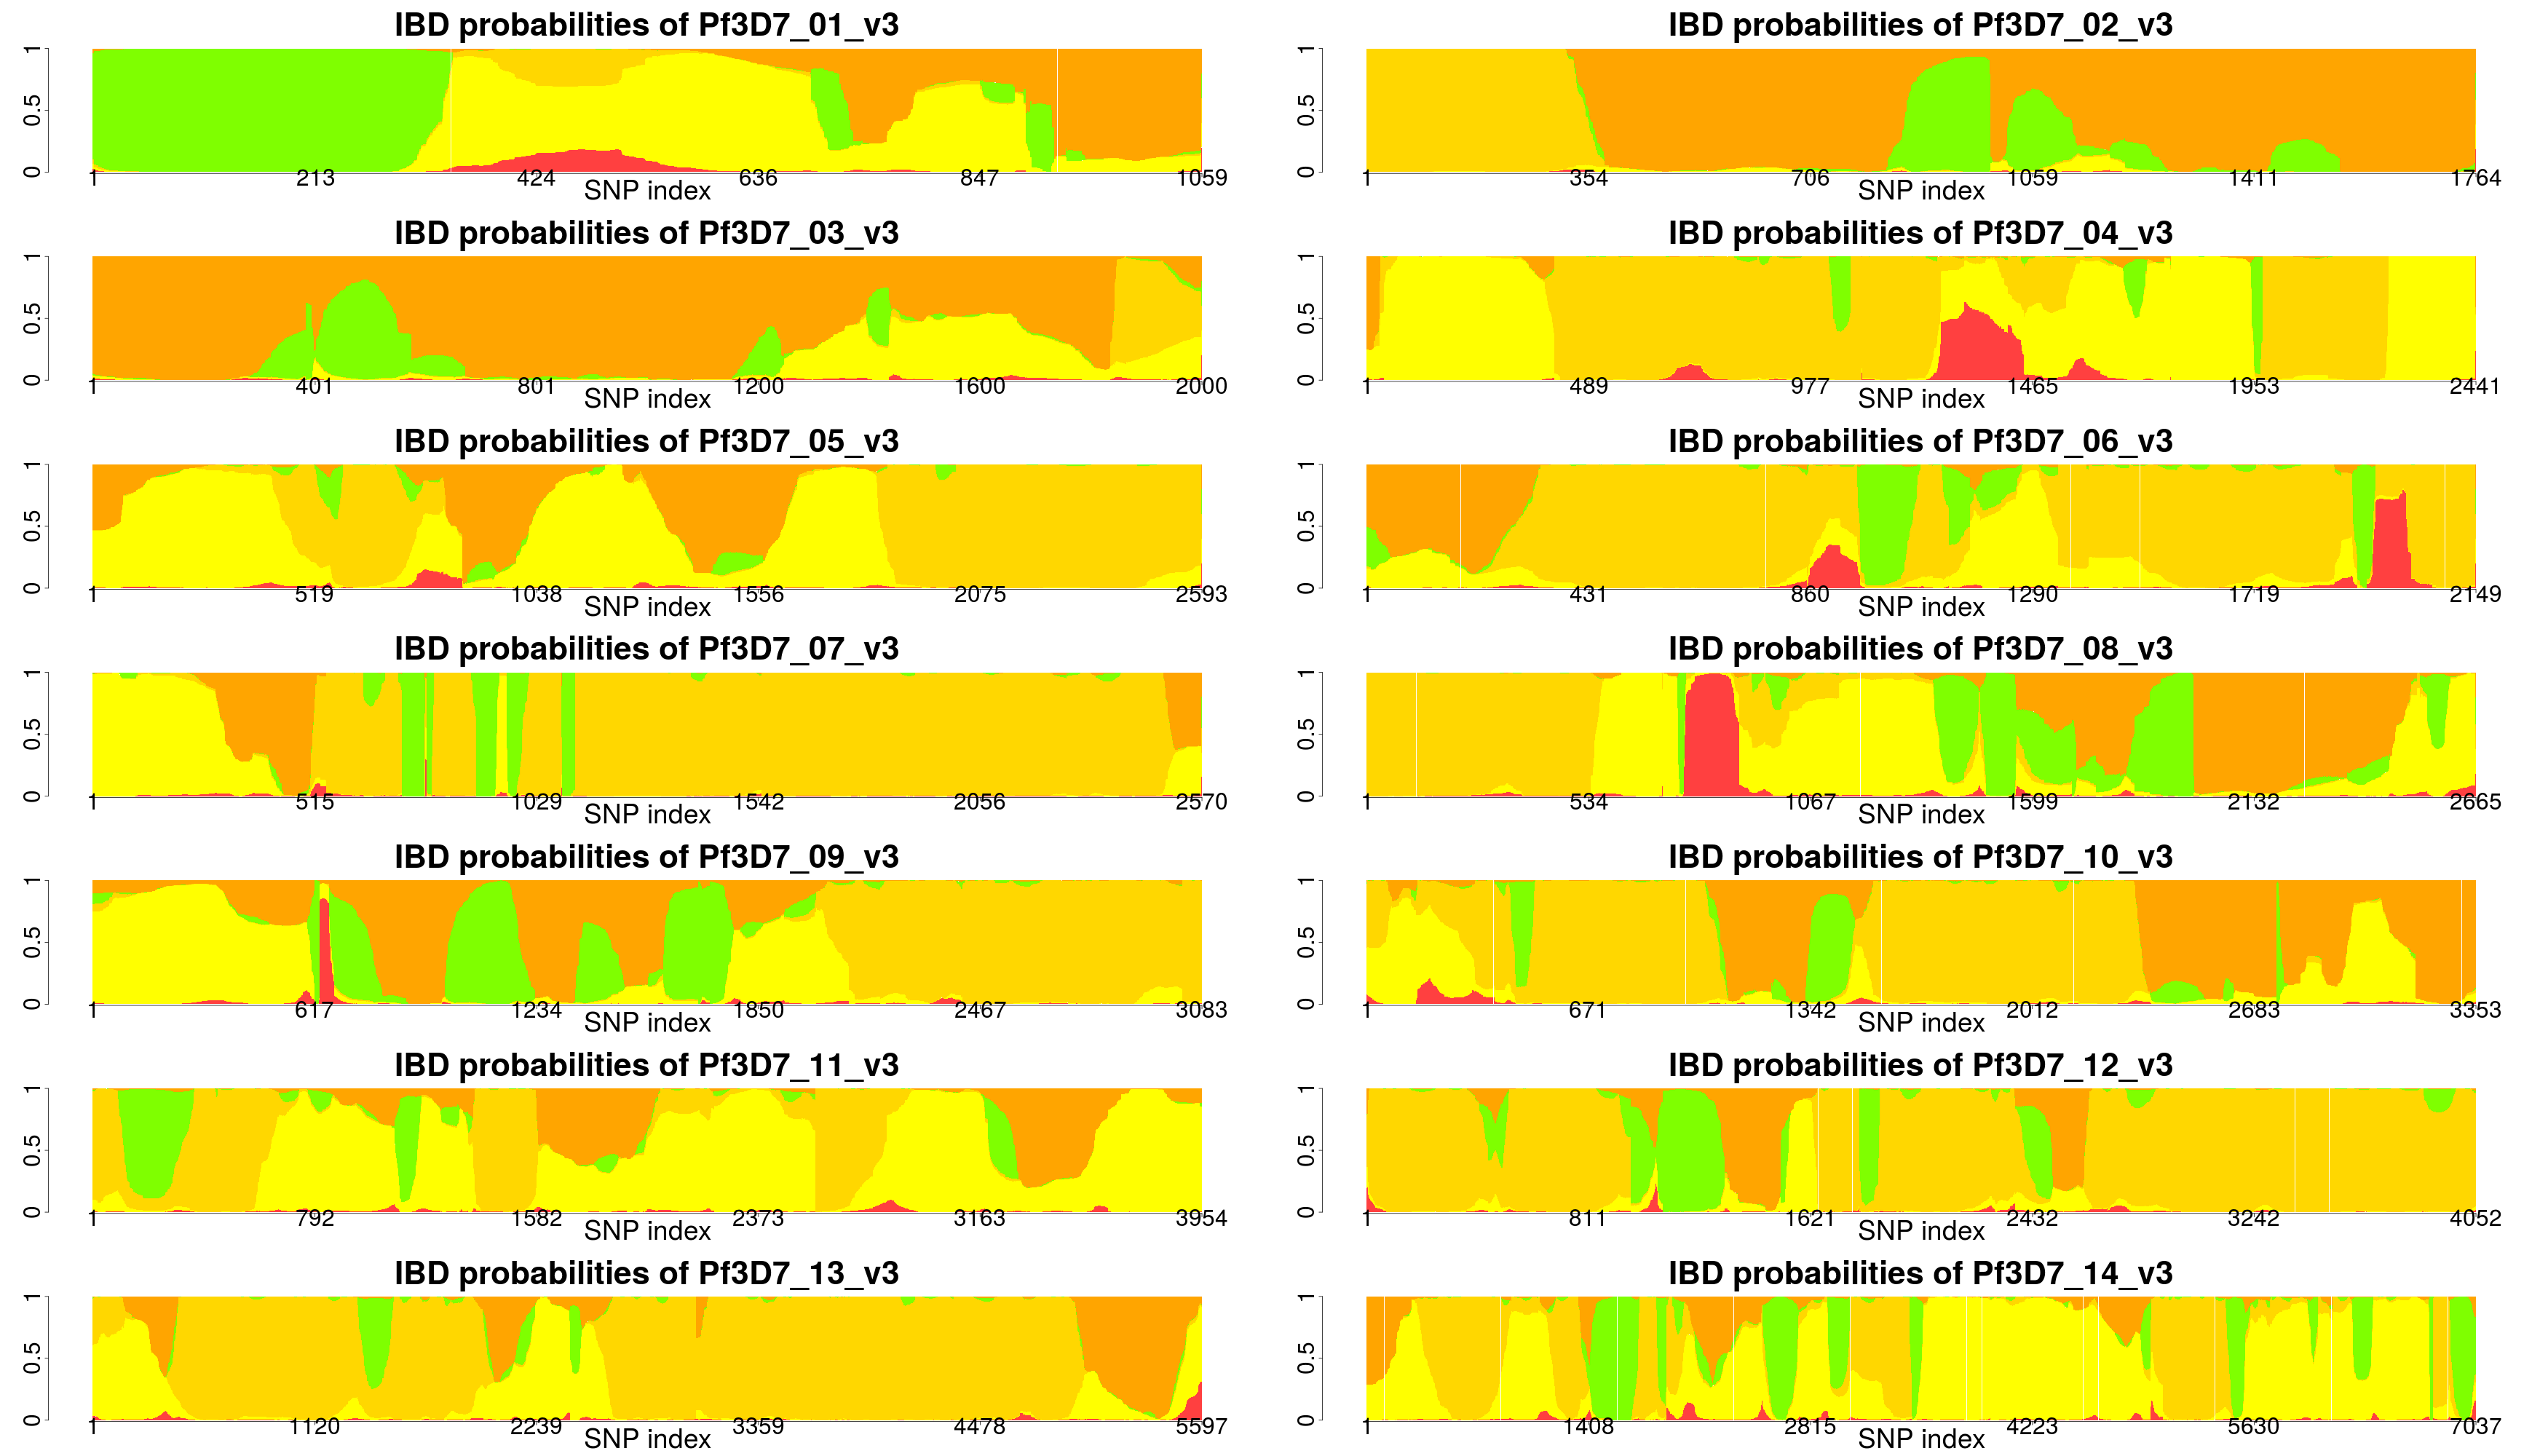 IBD probabilities of Pf3D7_01_v3
0 0.5 1
1 213 424 636 847 1059
SNP index
IBD probabilities of Pf3D7_02_v3
0 0.5 1
1 354 706 1059 1411 1764
SNP index
IBD probabilities of Pf3D7_03_v3
0 0.5 1
1 401 801 1200 1600 2000
SNP index
IBD probabilities of Pf3D7_04_v3
0 0.5 1
1 489 977 1465 1953 2441
SNP index
IBD probabilities of Pf3D7_05_v3
0 0.5 1
1 519 1038 1556 2075 2593
SNP index
IBD probabilities of Pf3D7_06_v3
0 0.5 1
1 431 860 1290 1719 2149
SNP index
IBD probabilities of Pf3D7_07_v3
0 0.5 1
1 515 1029 1542 2056 2570
SNP index
IBD probabilities of Pf3D7_08_v3
0 0.5 1
1 534 1067 1599 2132 2665
SNP index
IBD probabilities of Pf3D7_09_v3
0 0.5 1
1 617 1234 1850 2467 3083
SNP index
IBD probabilities of Pf3D7_10_v3
0 0.5 1
1 671 1342 2012 2683 3353
SNP index
IBD probabilities of Pf3D7_11_v3
0 0.5 1
1 792 1582 2373 3163 3954
SNP index
IBD probabilities of Pf3D7_12_v3
0 0.5 1
1 811 1621 2432 3242 4052
SNP index
IBD probabilities of Pf3D7_13_v3
0 0.5 1
1 1120 2239 3359 4478 5597
SNP index
IBD probabilities of Pf3D7_14_v3
0 0.5 1
1 1408 2815 4223 5630 7037
SNP index